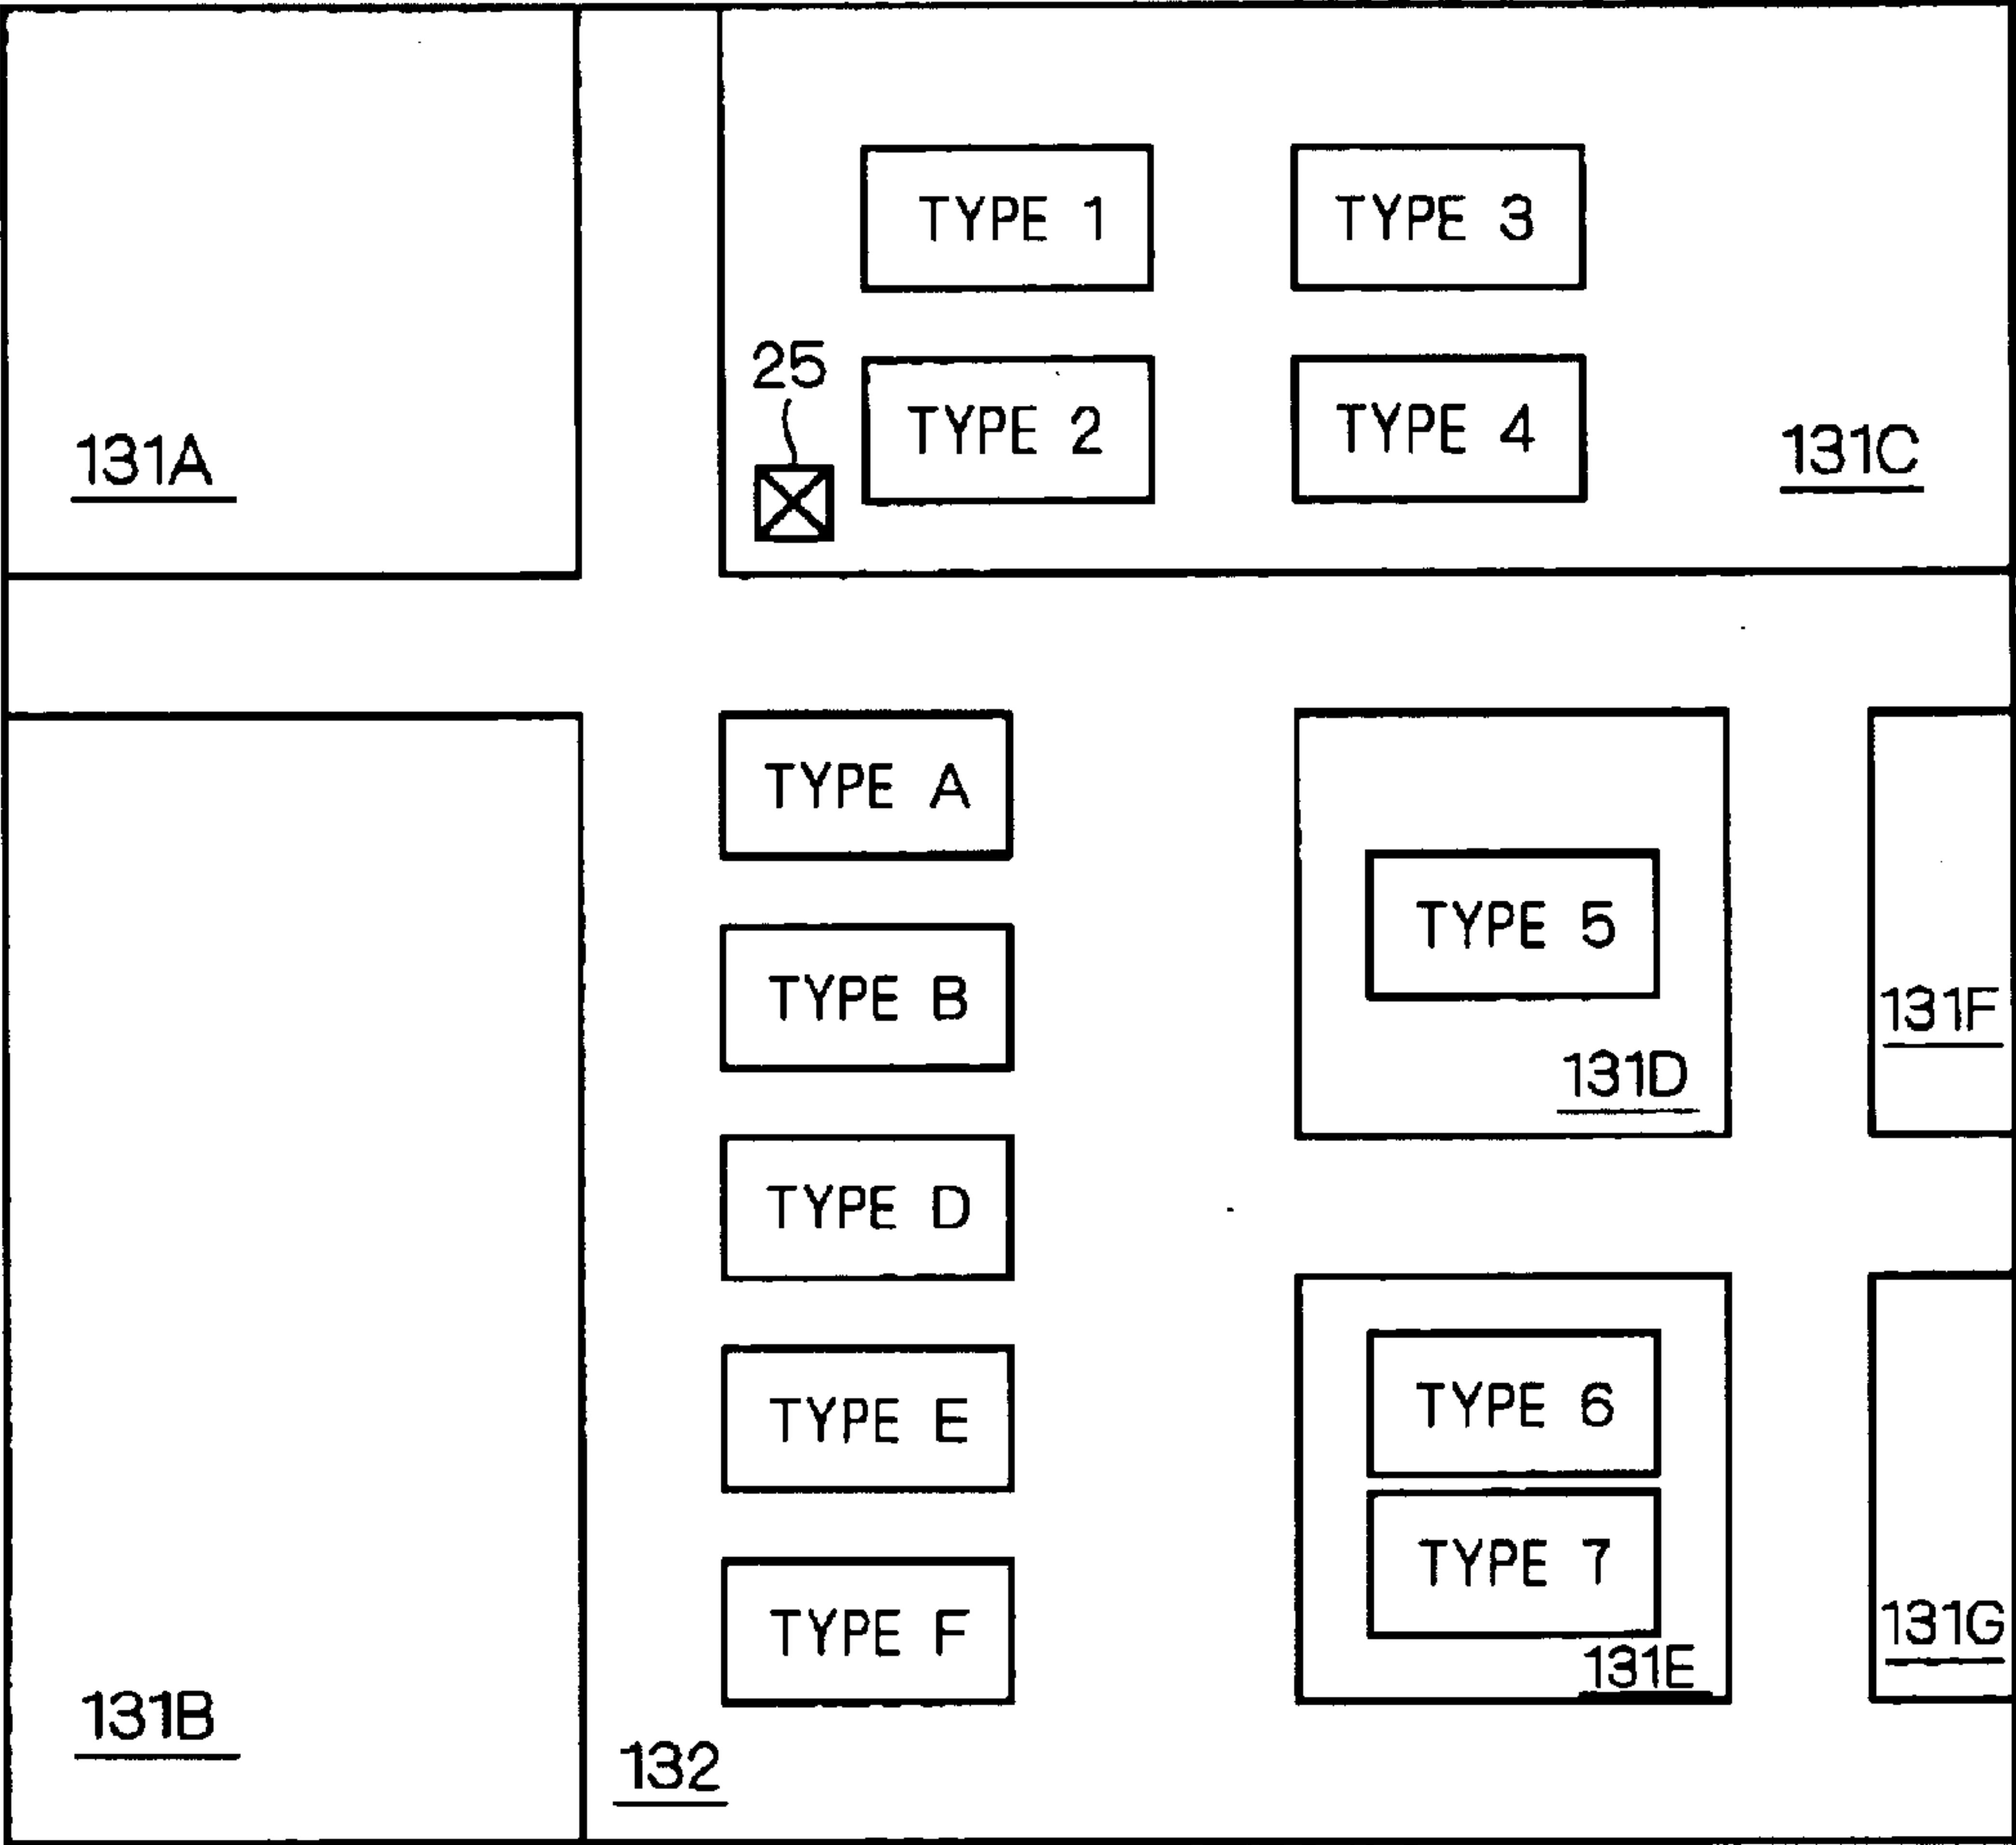 TYPE 1
TYPE 3
25
TYPE 2
TYPE 4
131A
131C
TYPE A
TYPE 5
TYPE B
131F
131D
TYPE D
TYPE E
TYPE 6
TYPE 7
TYPE F
131G
131E
131B
132